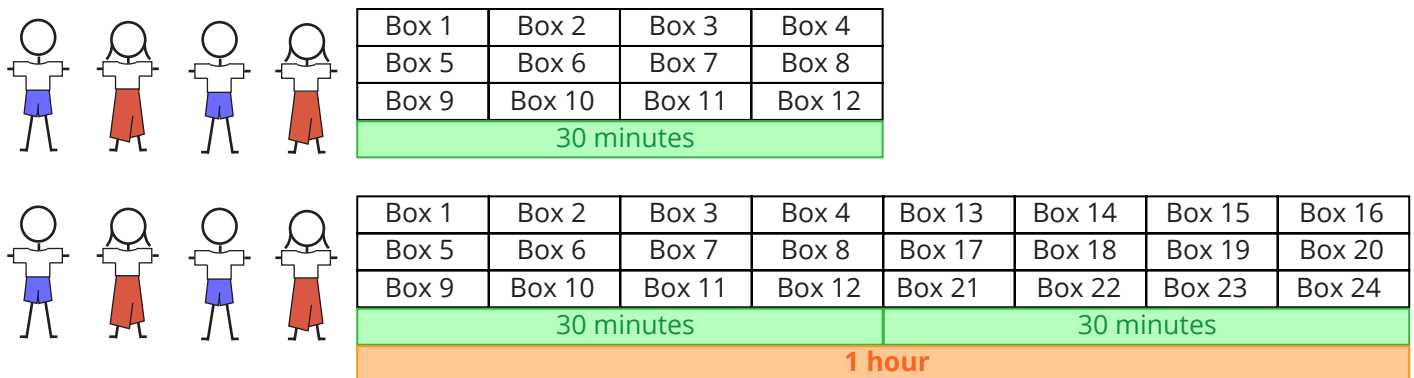 Box 1 Box 2 Box 3 Box 4
Box 5 Box 6 Box 7 Box 8
Box 9 Box 10 Box 11 Box 12
30 minutes
Box 1 Box 2 Box 3 Box 4 Box 13 Box 14 Box 15 Box 16
Box 5 Box 6 Box 7 Box 8 Box 17 Box 18 Box 19 Box 20
Box 9 Box 10 Box 11 Box 12 Box 21 Box 22 Box 23 Box 24
30 minutes 30 minutes
1 hour